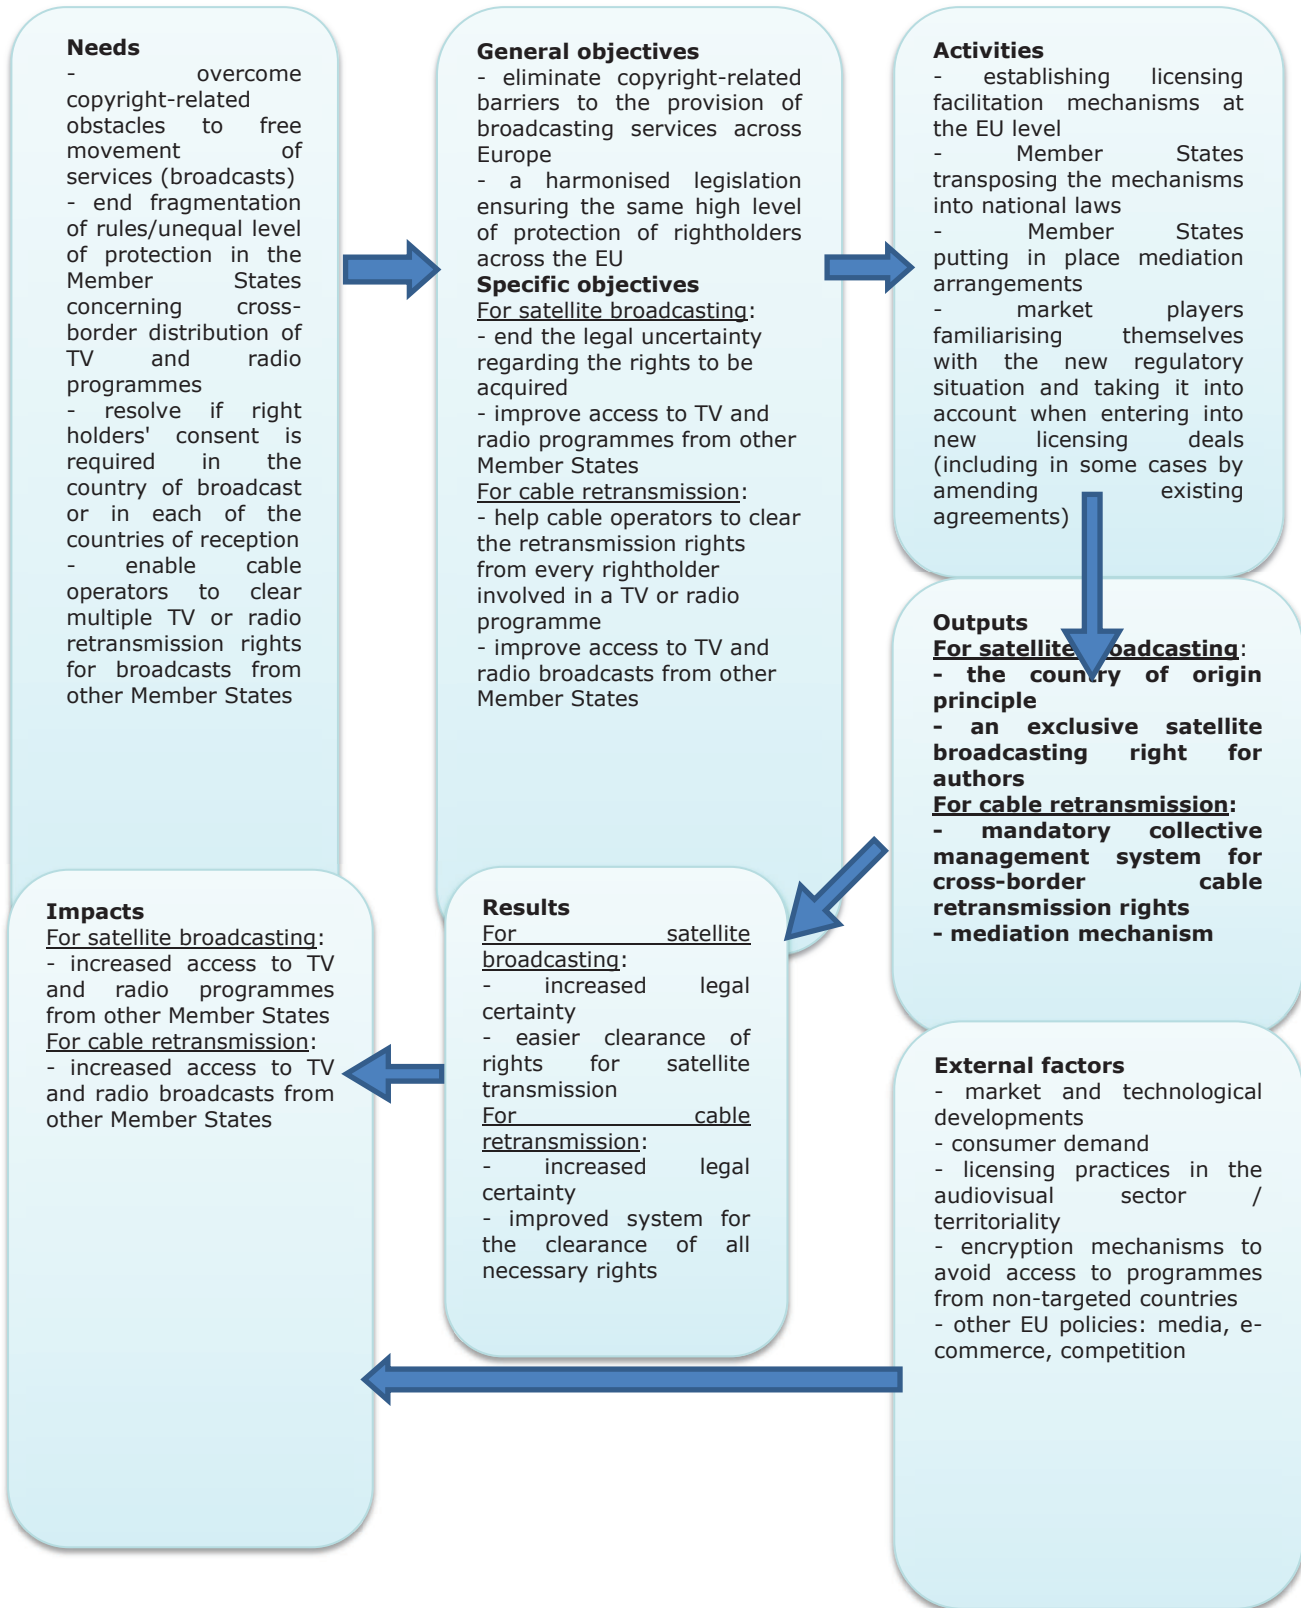 Needs
- overcome
copyright-related
obstacles to free
movement of
services (broadcasts)
- end fragmentation
of rules/unequal level
of protection in the
Member States
concerning cross-
border distribution of
TV and radio
programmes
- resolve if right
holders' consent is
required in the
country of broadcast
or in each of the
countries of reception
- enable cable
operators to clear
multiple TV or radio
retransmission rights
for broadcasts from
other Member States
General objectives
- eliminate copyright-related
barriers to the provision of
broadcasting services across
Europe
- a harmonised legislation
ensuring the same high level
of protection of rightholders
across the EU
Specific objectives
For satellite broadcasting:
- end the legal uncertainty
regarding the rights to be
acquired
- improve access to TV and
radio programmes from other
Member States
For cable retransmission:
- help cable operators to clear
the retransmission rights
from every rightholder
involved in a TV or radio
programme
- improve access to TV and
radio broadcasts from other
Member States
Activities
- establishing licensing
facilitation mechanisms at
the EU level
- Member States
transposing the mechanisms
into national laws
- Member States
putting in place mediation
arrangements
- market players
familiarising themselves
with the new regulatory
situation and taking it into
account when entering into
new licensing deals
(including in some cases by
amending existing
agreements)
Outputs
For satellite broadcasting:
- the country of origin
principle
- an exclusive satellite
broadcasting right for
authors
For cable retransmission:
- mandatory collective
management system for
cross-border cable
retransmission rights
- mediation mechanism
Results
For satellite
broadcasting:
- increased legal
certainty
- easier clearance of
rights for satellite
transmission
For cable
retransmission:
- increased legal
certainty
- improved system for
the clearance of all
necessary rights
Impacts
For satellite broadcasting:
- increased access to TV
and radio programmes
from other Member States
For cable retransmission:
- increased access to TV
and radio broadcasts from
other Member States
External factors
- market and technological
developments
- consumer demand
- licensing practices in the
audiovisual sector /
territoriality
- encryption mechanisms to
avoid access to programmes
from non-targeted countries
- other EU policies: media, e-
commerce, competition